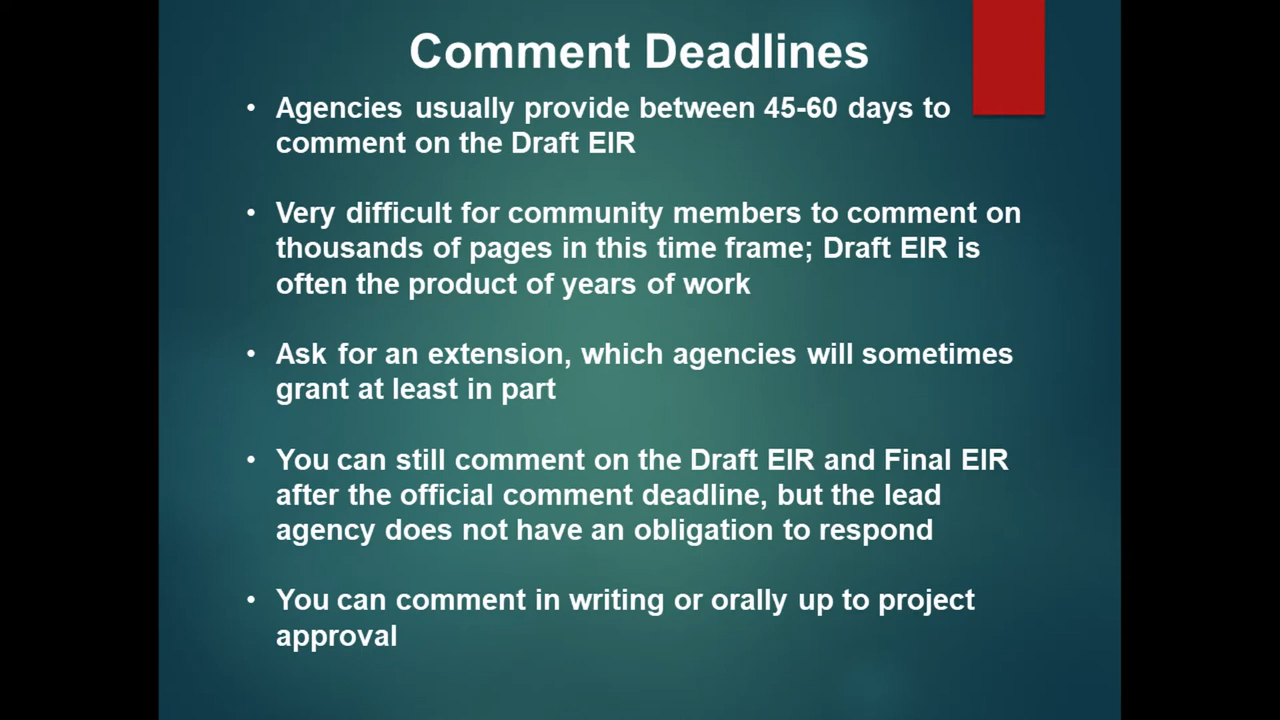 Comment Deadlines
• Agencies usually provide between 45-60 days to
comment on the Draft EIR
• Very difficult for community members to comment on
thousands of pages in this time frame; Draft EIR is
often the product of years of work
• Ask for an extension, which agencies will sometimes
grant at least in part
• You can still comment on the Draft EIR and Final EIR
after the official comment deadline, but the lead
agency does not have an obligation to respond
• You can comment in writing or orally up to project
approval